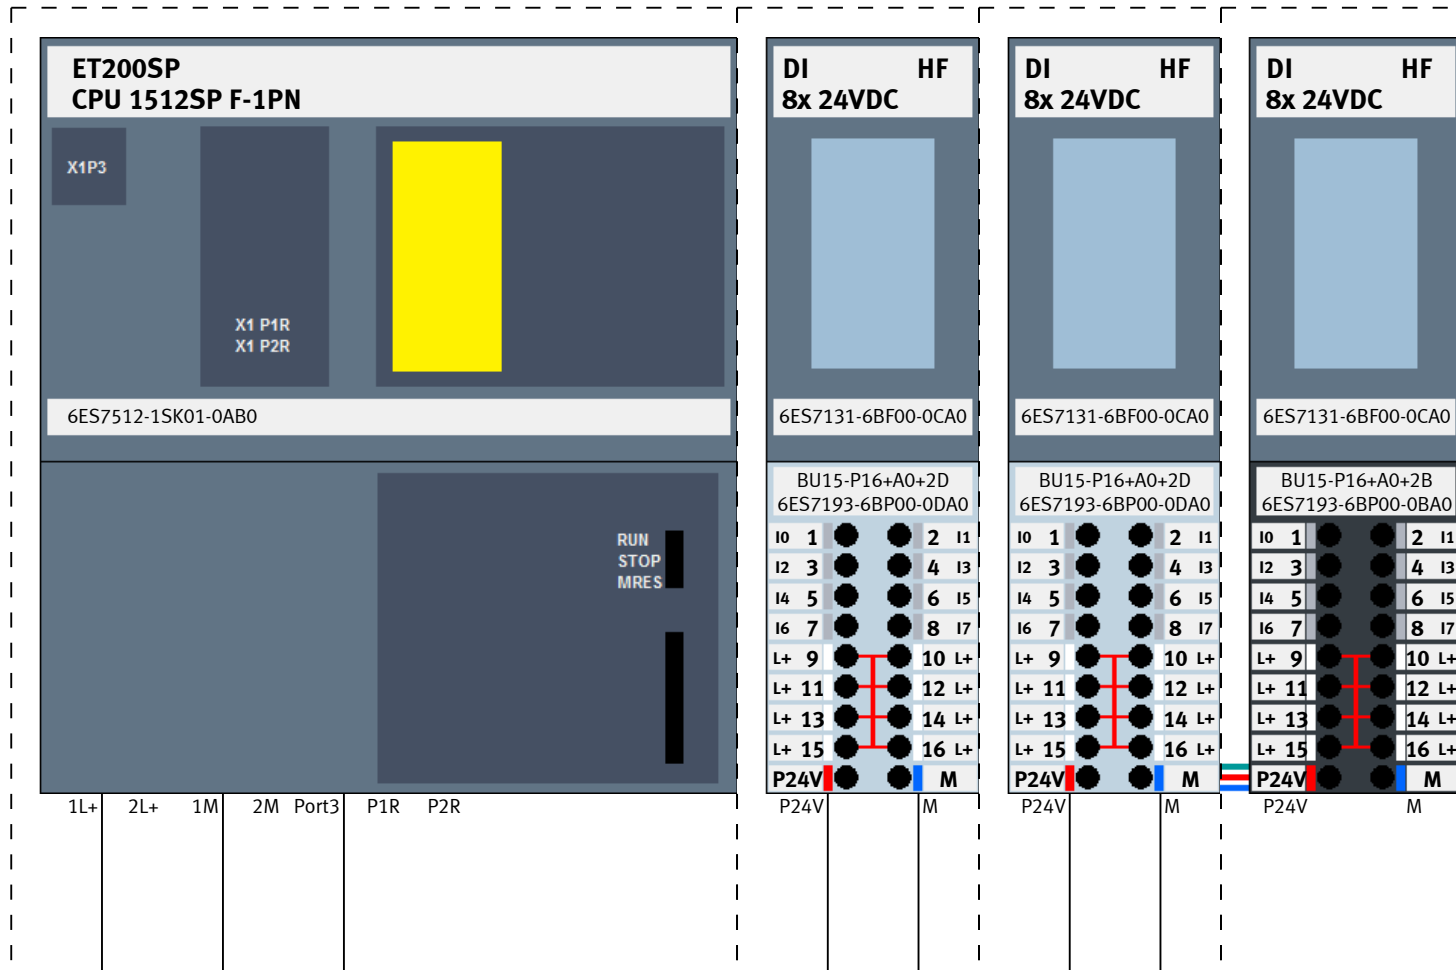 ET200SP
CPU 1512SP F-1PN
X1P3
X1 P1R
X1 P2R
6ES7512-1SK01-0AB0
RUN
STOP
MRES
1L+ 2L+ 1M 2M Port3 P1R P2R
DI HF
8x 24VDC
6ES7131-6BF00-0CA0
BU15-P16+A0+2D
6ES7193-6BP00-0DA0
I0 1 2 I1
I2 3 4 I3
I4 5 6 I5
I6 7 8 I7
L+ 9 10 L+
L+ 11 12 L+
L+ 13 14 L+
L+ 15 16 L+
P24V M
P24V M
DI HF
8x 24VDC
6ES7131-6BF00-0CA0
BU15-P16+A0+2D
6ES7193-6BP00-0DA0
I0 1 2 I1
I2 3 4 I3
I4 5 6 I5
I6 7 8 I7
L+ 9 10 L+
L+ 11 12 L+
L+ 13 14 L+
L+ 15 16 L+
P24V M
P24V M
DI HF
8x 24VDC
6ES7131-6BF00-0CA0
BU15-P16+A0+2B
6ES7193-6BP00-0BA0
I0 1 2 I1
I2 3 4 I3
I4 5 6 I5
I6 7 8 I7
L+ 9 10 L+
L+ 11 12 L+
L+ 13 14 L+
L+ 15 16 L+
P24V M
P24V M